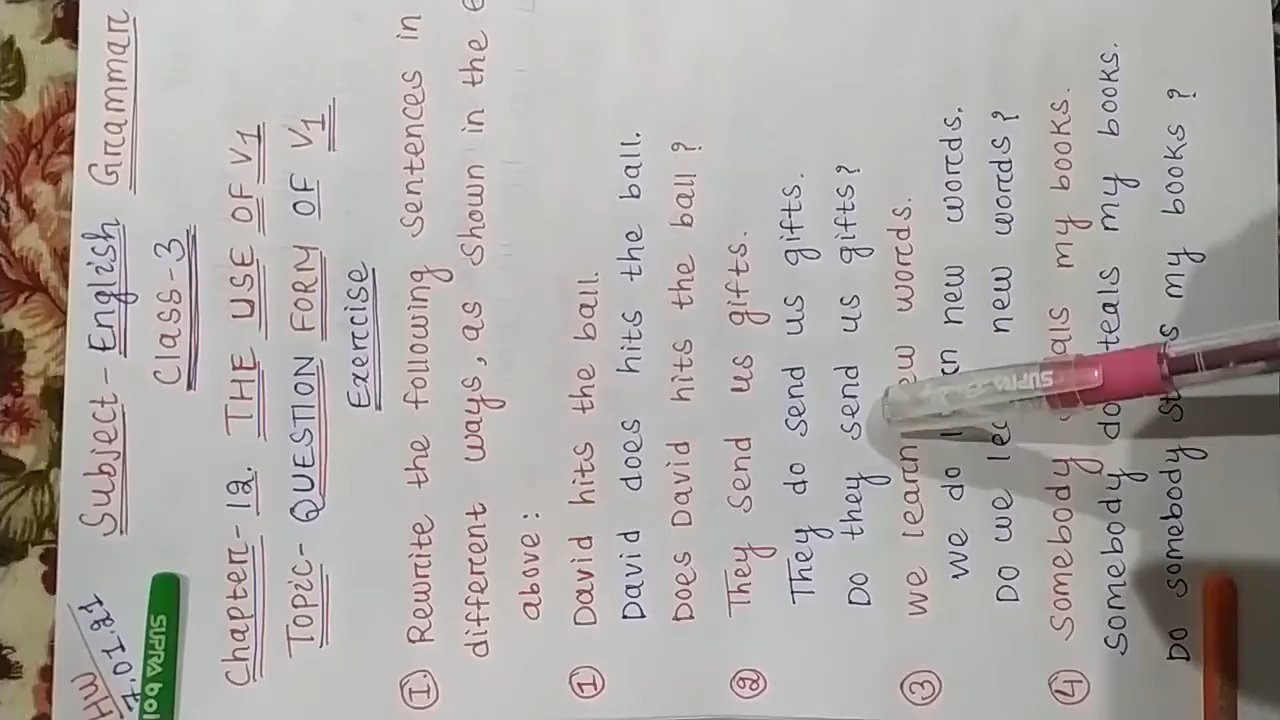 HW
7.01.21
Subject - English Grammar
Class-3
Chapter-12. THE USE OF V1
TOPIC- QUESTION FORM OF V1
Exercise
I. Rewrite the following sentences in
different ways, as shown in the
above:
1 David hits the ball.
David does hits the ball.
Does David hits the ball?
2 They send us gifts.
They do send us gifts.
Do they send us gifts?
3 we learn words.
we do new words.
Do we new words?
4 Somebody my books.
Somebody my books.
Do somebody my books?
SUPRA
SUPRA